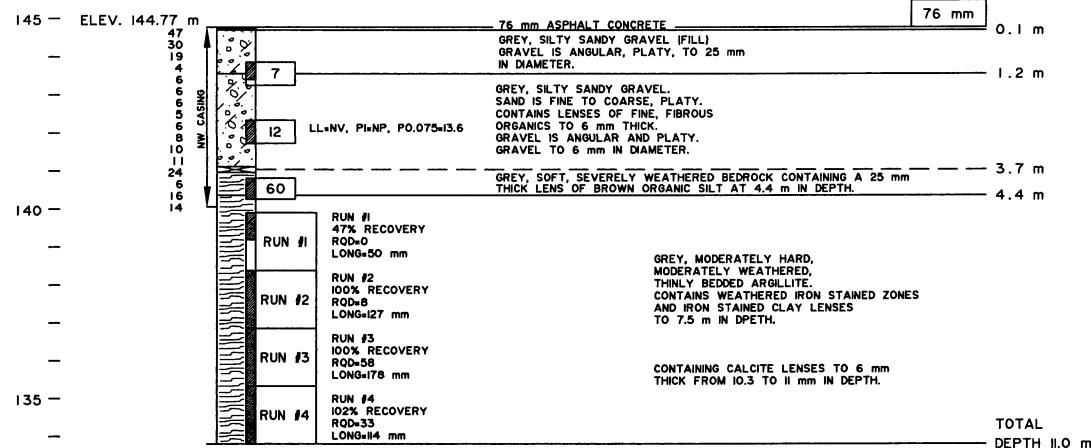 145
ELEV. 144.77 m
76 mm
76 mm ASPHALT CONCRETE
0.1 m
GREY, SILTY SANDY GRAVEL (FILL)
GRAVEL IS ANGULAR, PLATY, TO 25 mm
IN DIAMETER.
47
30
19
4
6
6
6
5
6
8
10
11
24
6
16
14
NW CASING
7
1.2 m
GREY, SILTY SANDY GRAVEL.
SAND IS FINE TO COARSE, PLATY.
CONTAINS LENSES OF FINE, FIBROUS
ORGANICS TO 6 mm THICK.
GRAVEL IS ANGULAR AND PLATY.
GRAVEL TO 6 mm IN DIAMETER.
12
LL=NV, PI=NP, P0.075=13.6
3.7 m
GREY, SOFT, SEVERELY WEATHERED BEDROCK CONTAINING A 25 mm
THICK LENS OF BROWN ORGANIC SILT AT 4.4 m IN DEPTH.
60
4.4 m
140
RUN #1
RUN #1
47% RECOVERY
RQD=0
LONG=50 mm
RUN #2
RUN #2
100% RECOVERY
RQD=8
LONG=127 mm
GREY, MODERATELY HARD,
MODERATELY WEATHERED,
THINLY BEDDED ARGILLITE.
CONTAINS WEATHERED IRON STAINED ZONES
AND IRON STAINED CLAY LENSES
TO 7.5 m IN DPETH.
RUN #3
RUN #3
100% RECOVERY
RQD=58
LONG=178 mm
CONTAINING CALCITE LENSES TO 6 mm
THICK FROM 10.3 TO 11 mm IN DEPTH.
135
RUN #4
RUN #4
102% RECOVERY
RQD=33
LONG=114 mm
TOTAL
DEPTH 11.0 m